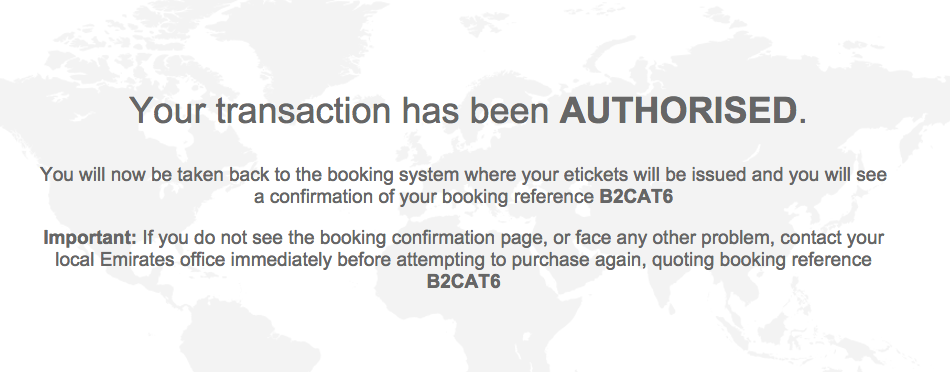 Your transaction has been AUTHORISED.
You will now be taken back to the booking system where your etickets will be issued and you will see
a confirmation of your booking reference B2CAT6
Important: If you do not see the booking confirmation page, or face any other problem, contact your
local Emirates office immediately before attempting to purchase again, quoting booking reference
B2CAT6